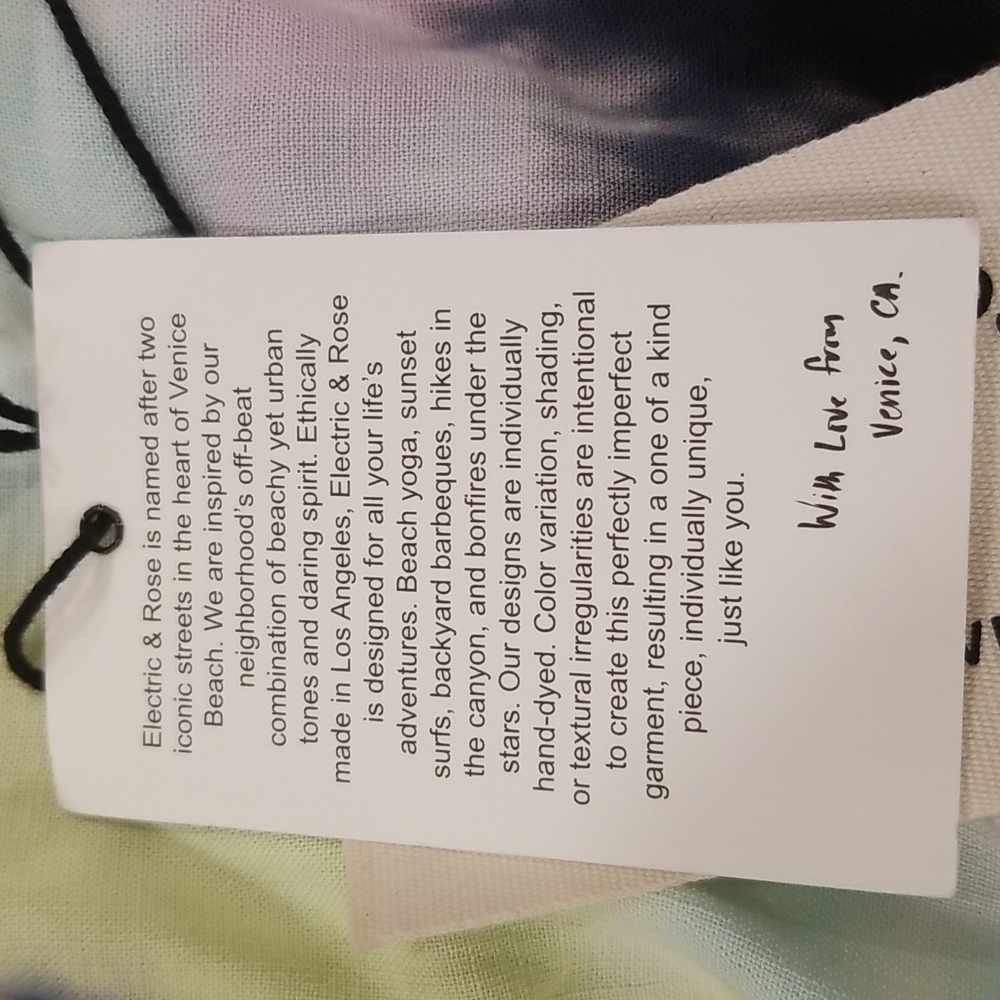 Electric & Rose is named after two
iconic streets in the heart of Venice
Beach. We are inspired by our
neighborhood's off-beat
combination of beachy yet urban
tones and daring spirit. Ethically
made in Los Angeles, Electric & Rose
is designed for all your life's
adventures. Beach yoga, sunset
surfs, backyard barbeques, hikes in
the canyon, and bonfires under the
stars. Our designs are individually
hand-dyed. Color variation, shading,
or textural irregularities are intentional
to create this perfectly imperfect
garment, resulting in a one of a kind
piece, individually unique,
just like you.
With Love from
Venice, CA.